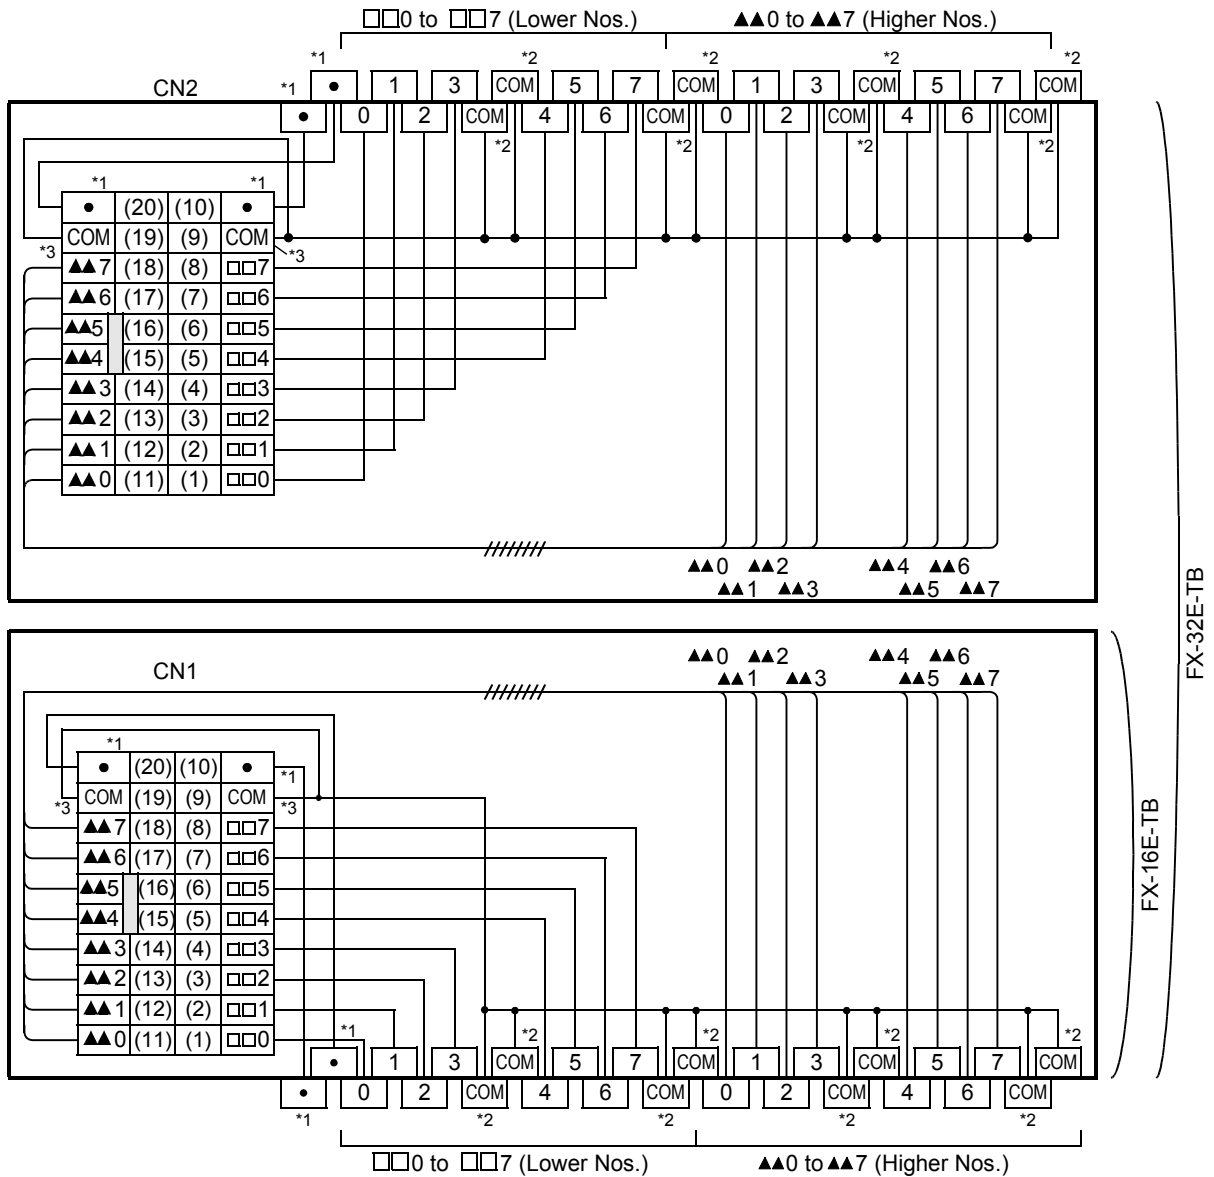 □□0 to □□7 (Lower Nos.) ▲▲0 to ▲▲7 (Higher Nos.)
*1 *2 *2 *2 *2
CN2 *1 ● 1 3 COM 5 7 COM 1 3 COM 5 7 COM
● 0 2 COM 4 6 COM 0 2 COM 4 6 COM
*2 *2 *2 *2
*1 *1
● (20) (10) ●
COM (19) (9) COM
*3 *3
▲▲7 (18) (8) □□7
▲▲6 (17) (7) □□6
▲▲5 (16) (6) □□5
▲▲4 (15) (5) □□4
▲▲3 (14) (4) □□3
▲▲2 (13) (3) □□2
▲▲1 (12) (2) □□1
▲▲0 (11) (1) □□0
▲▲0 ▲▲2 ▲▲4 ▲▲6
▲▲1 ▲▲3 ▲▲5 ▲▲7
FX-32E-TB
CN1
▲▲0 ▲▲2 ▲▲4 ▲▲6
▲▲1 ▲▲3 ▲▲5 ▲▲7
*1
● (20) (10) ●
*1
COM (19) (9) COM
*3 *3
▲▲7 (18) (8) □□7
▲▲6 (17) (7) □□6
▲▲5 (16) (6) □□5
▲▲4 (15) (5) □□4
▲▲3 (14) (4) □□3
▲▲2 (13) (3) □□2
▲▲1 (12) (2) □□1
▲▲0 (11) (1) □□0
FX-16E-TB
*1 *2 *2 *2 *2
● 1 3 COM 5 7 COM 1 3 COM 5 7 COM
● 0 2 COM 4 6 COM 0 2 COM 4 6 COM
*1 *2 *2 *2 *2
□□0 to □□7 (Lower Nos.) ▲▲0 to ▲▲7 (Higher Nos.)